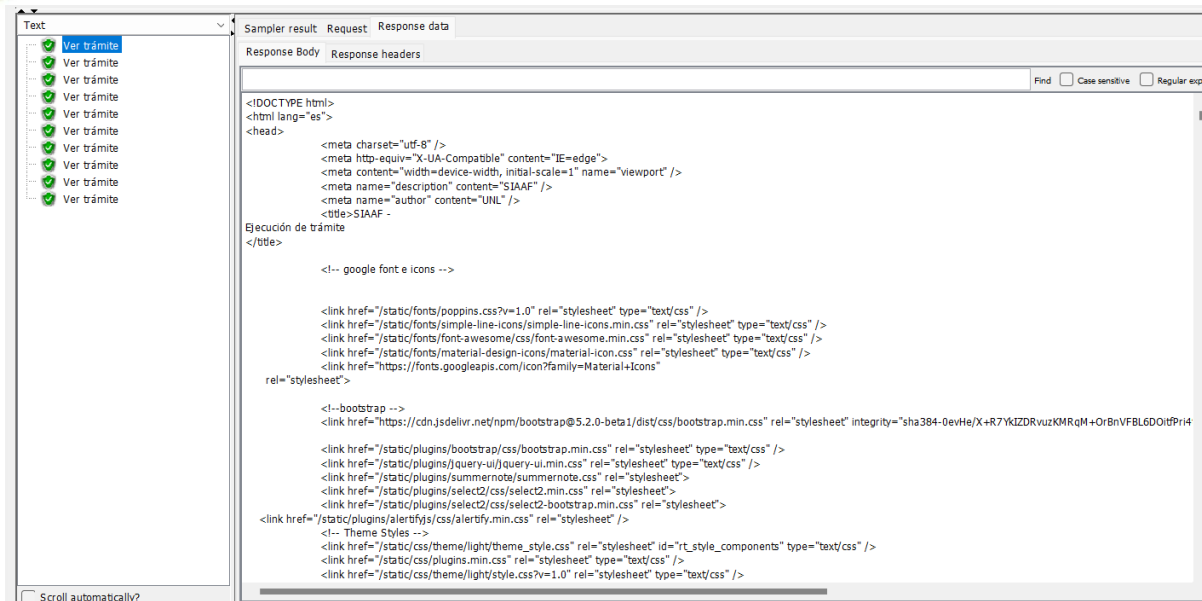 Text
Ver trámite
Ver trámite
Ver trámite
Ver trámite
Ver trámite
Ver trámite
Ver trámite
Ver trámite
Ver trámite
Ver trámite
Scroll automatically?
Sampler result Request Response data
Response Body Response headers
Find Case sensitive Regular exp
<!DOCTYPE html>
<html lang="es">
<head>
<meta charset="utf-8" />
<meta http-equiv="X-UA-Compatible" content="IE=edge">
<meta content="width=device-width, initial-scale=1" name="viewport" />
<meta name="description" content="SIAAF" />
<meta name="author" content="UNL" />
<title>SIAAF -
Ejecución de trámite
</title>
<!-- google font e icons -->
<link href="/static/fonts/poppins.css?v=1.0" rel="stylesheet" type="text/css" />
<link href="/static/fonts/simple-line-icons/simple-line-icons.min.css" rel="stylesheet" type="text/css" />
<link href="/static/fonts/font-awesome/css/font-awesome.min.css" rel="stylesheet" type="text/css" />
<link href="/static/fonts/material-design-icons/material-icon.css" rel="stylesheet" type="text/css" />
<link href="https://fonts.googleapis.com/icon?family=Material+Icons"
rel="stylesheet">
<!--bootstrap -->
<link href="https://cdn.jsdelivr.net/npm/bootstrap@5.2.0-beta1/dist/css/bootstrap.min.css" rel="stylesheet" integrity="sha384-0evHe/X+R7YkIZDRvuzKMRqM+OrBnVFBL6DOitfPri4
<link href="/static/plugins/bootstrap/css/bootstrap.min.css" rel="stylesheet" type="text/css" />
<link href="/static/plugins/jquery-ui/jquery-ui.min.css" rel="stylesheet" type="text/css" />
<link href="/static/plugins/summernote/summernote.css" rel="stylesheet">
<link href="/static/plugins/select2/css/select2.min.css" rel="stylesheet">
<link href="/static/plugins/select2/css/select2-bootstrap.min.css" rel="stylesheet">
<link href="/static/plugins/alertifyjs/css/alertify.min.css" rel="stylesheet" />
<!-- Theme Styles -->
<link href="/static/css/theme/light/theme_style.css" rel="stylesheet" id="rt_style_components" type="text/css" />
<link href="/static/css/plugins.min.css" rel="stylesheet" type="text/css" />
<link href="/static/css/theme/light/style.css?v=1.0" rel="stylesheet" type="text/css" />